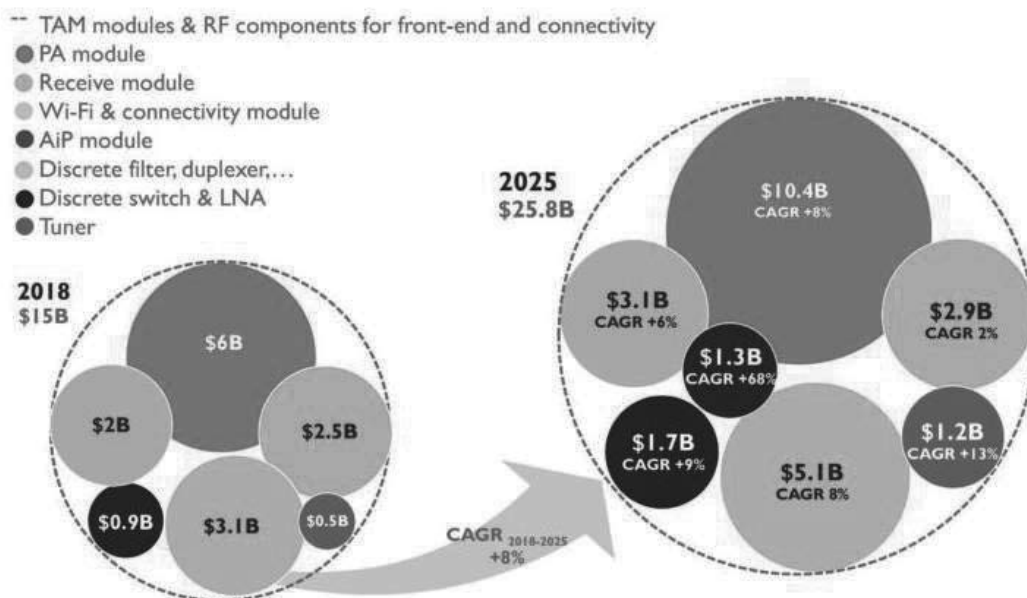 -- TAM modules & RF components for front-end and connectivity
PA module
Receive module
Wi-Fi & connectivity module
AiP module
Discrete filter, duplexer,...
Discrete switch & LNA
Tuner
2018
$15B
$6B
$2B
$2.5B
$0.9B
$3.1B
$0.5B
CAGR 2018-2025
+8%
2025
$25.8B
$10.4B
CAGR +8%
$3.1B
CAGR +6%
$2.9B
CAGR 2%
$1.3B
CAGR +68%
$1.7B
CAGR +9%
$1.2B
CAGR +13%
$5.1B
CAGR 8%